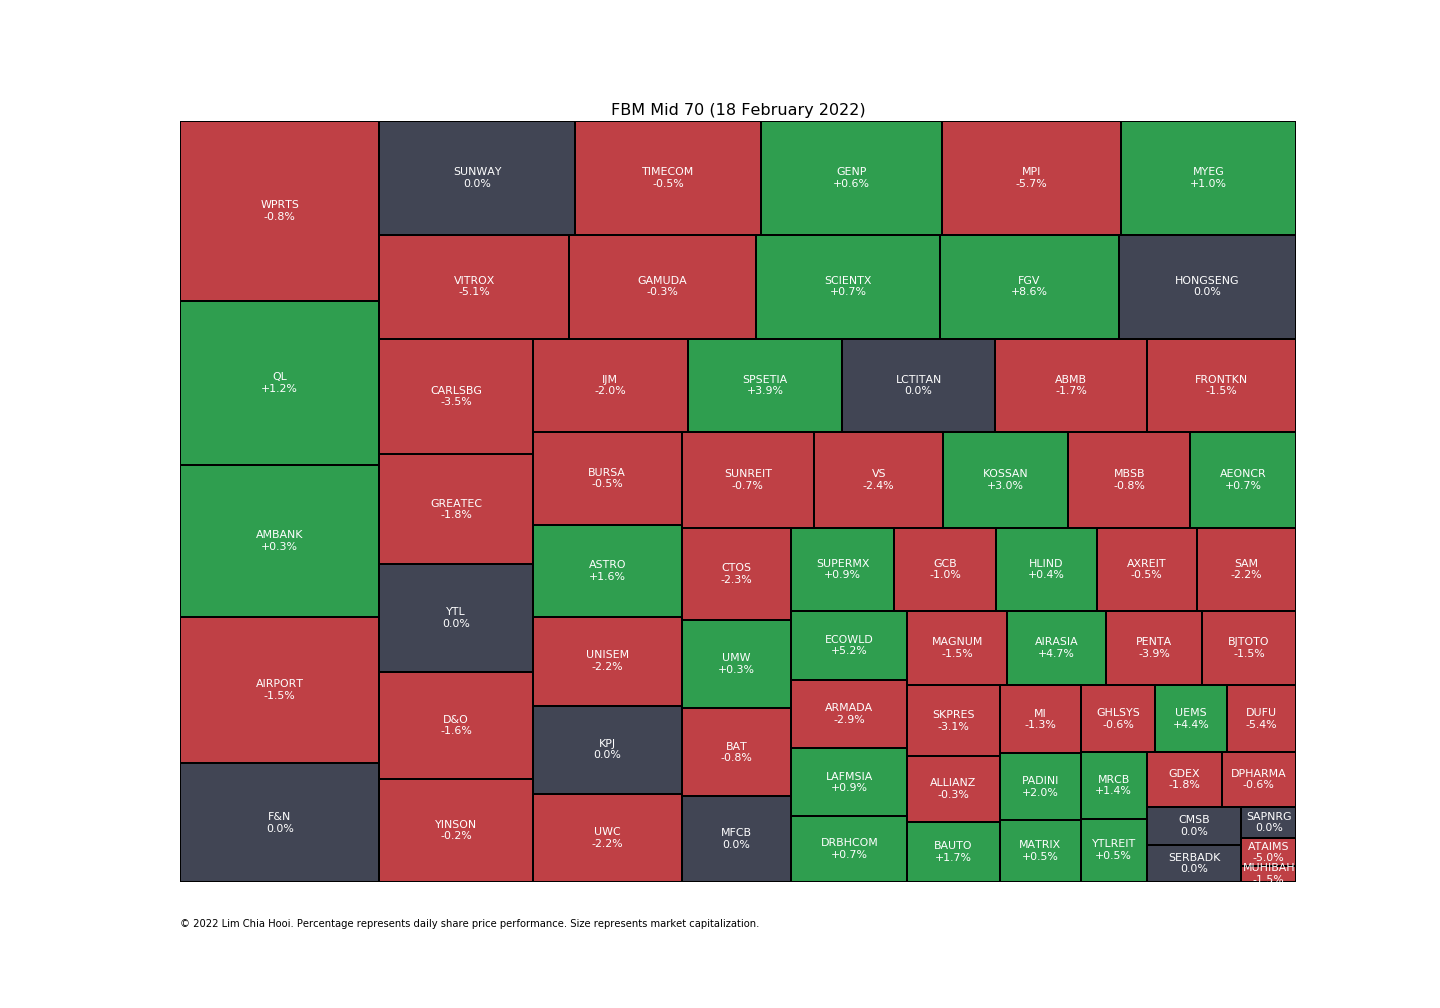 FBM Mid 70 (18 February 2022)
WPRTS
-0.8%
QL
+1.2%
AMBANK
+0.3%
AIRPORT
-1.5%
F&N
0.0%
SUNWAY
0.0%
TIMECOM
-0.5%
GENP
+0.6%
MPI
-5.7%
MYEG
+1.0%
VITROX
-5.1%
GAMUDA
-0.3%
SCIENTX
+0.7%
FGV
+8.6%
HONGSENG
0.0%
CARLSBG
-3.5%
GREATEC
-1.8%
YTL
0.0%
D&O
-1.6%
YINSON
-0.2%
IJM
-2.0%
SPSETIA
+3.9%
LCTITAN
0.0%
ABMB
-1.7%
FRONTKN
-1.5%
BURSA
-0.5%
ASTRO
+1.6%
UNISEM
-2.2%
KPJ
0.0%
UWC
-2.2%
SUNREIT
-0.7%
VS
-2.4%
KOSSAN
+3.0%
MBSB
-0.8%
AEONCR
+0.7%
CTOS
-2.3%
UMW
+0.3%
BAT
-0.8%
MFCB
0.0%
SUPERMX
+0.9%
GCB
-1.0%
HLIND
+0.4%
AXREIT
-0.5%
SAM
-2.2%
ECOWLD
+5.2%
ARMADA
-2.9%
LAFMSIA
+0.9%
DRBHCOM
+0.7%
MAGNUM
-1.5%
AIRASIA
+4.7%
PENTA
-3.9%
BJTOTO
-1.5%
SKPRES
-3.1%
ALLIANZ
-0.3%
BAUTO
+1.7%
MI
-1.3%
PADINI
+2.0%
MATRIX
+0.5%
GHLSYS
-0.6%
UEMS
+4.4%
DUFU
-5.4%
MRCB
+1.4%
YTLREIT
+0.5%
GDEX
-1.8%
DPHARMA
-0.6%
CMSB
0.0%
SERBADK
0.0%
SAPNRG
0.0%
ATAIMS
-5.0%
MUHIBAH
-1.5%
© 2022 Lim Chia Hooi. Percentage represents daily share price performance. Size represents market capitalization.